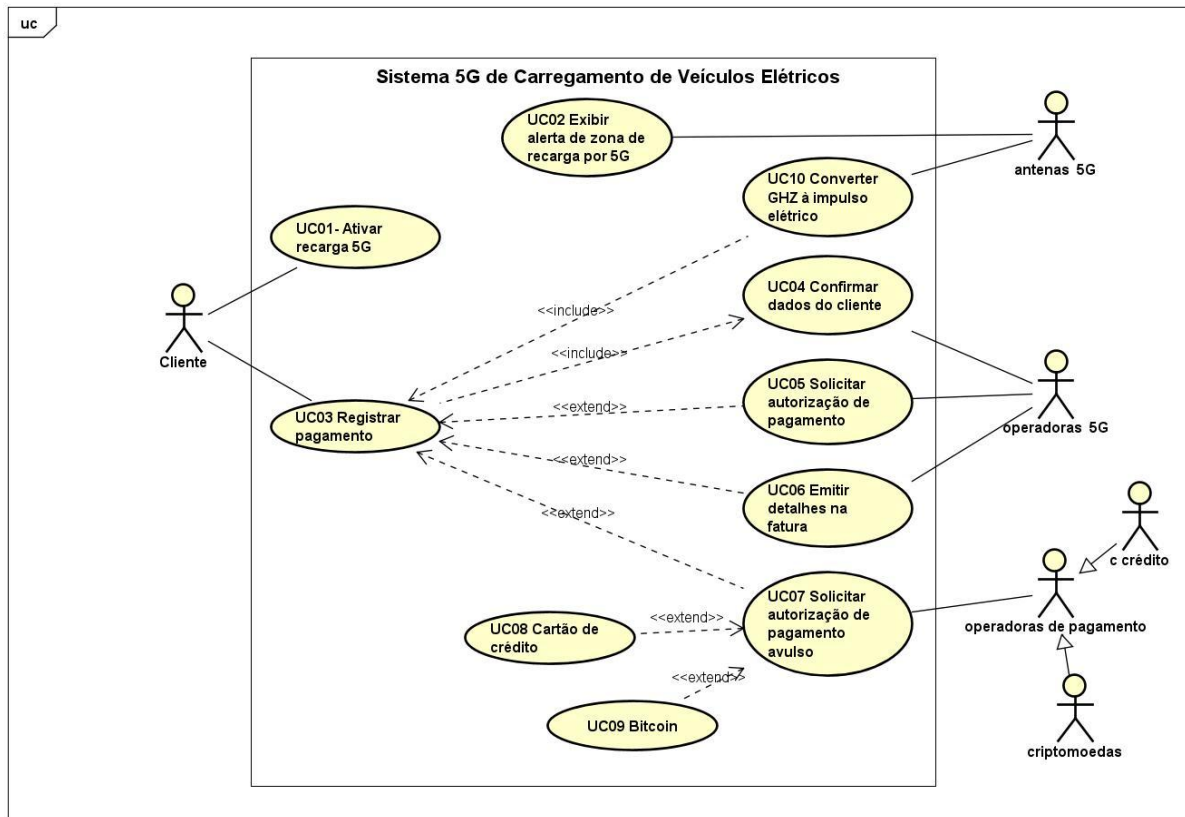 uc
Sistema 5G de Carregamento de Veículos Elétricos
UC02 Exibir
alerta de zona de
recarga por 5G
antenas 5G
UC10 Converter
GHZ à impulso
elétrico
UC01- Ativar
recarga 5G
UC04 Confirmar
dados do cliente
<<include>>
<<include>>
Cliente
UC03 Registrar
pagamento
<<extend>>
UC05 Solicitar
autorização de
pagamento
operadoras 5G
<<extend>>
UC06 Emitir
detalhes na
fatura
<<extend>>
c crédito
UC07 Solicitar
autorização de
pagamento
avulso
operadoras de pagamento
UC08 Cartão de
crédito
<<extend>>
<<extend>>
UC09 Bitcoin
criptomoedas